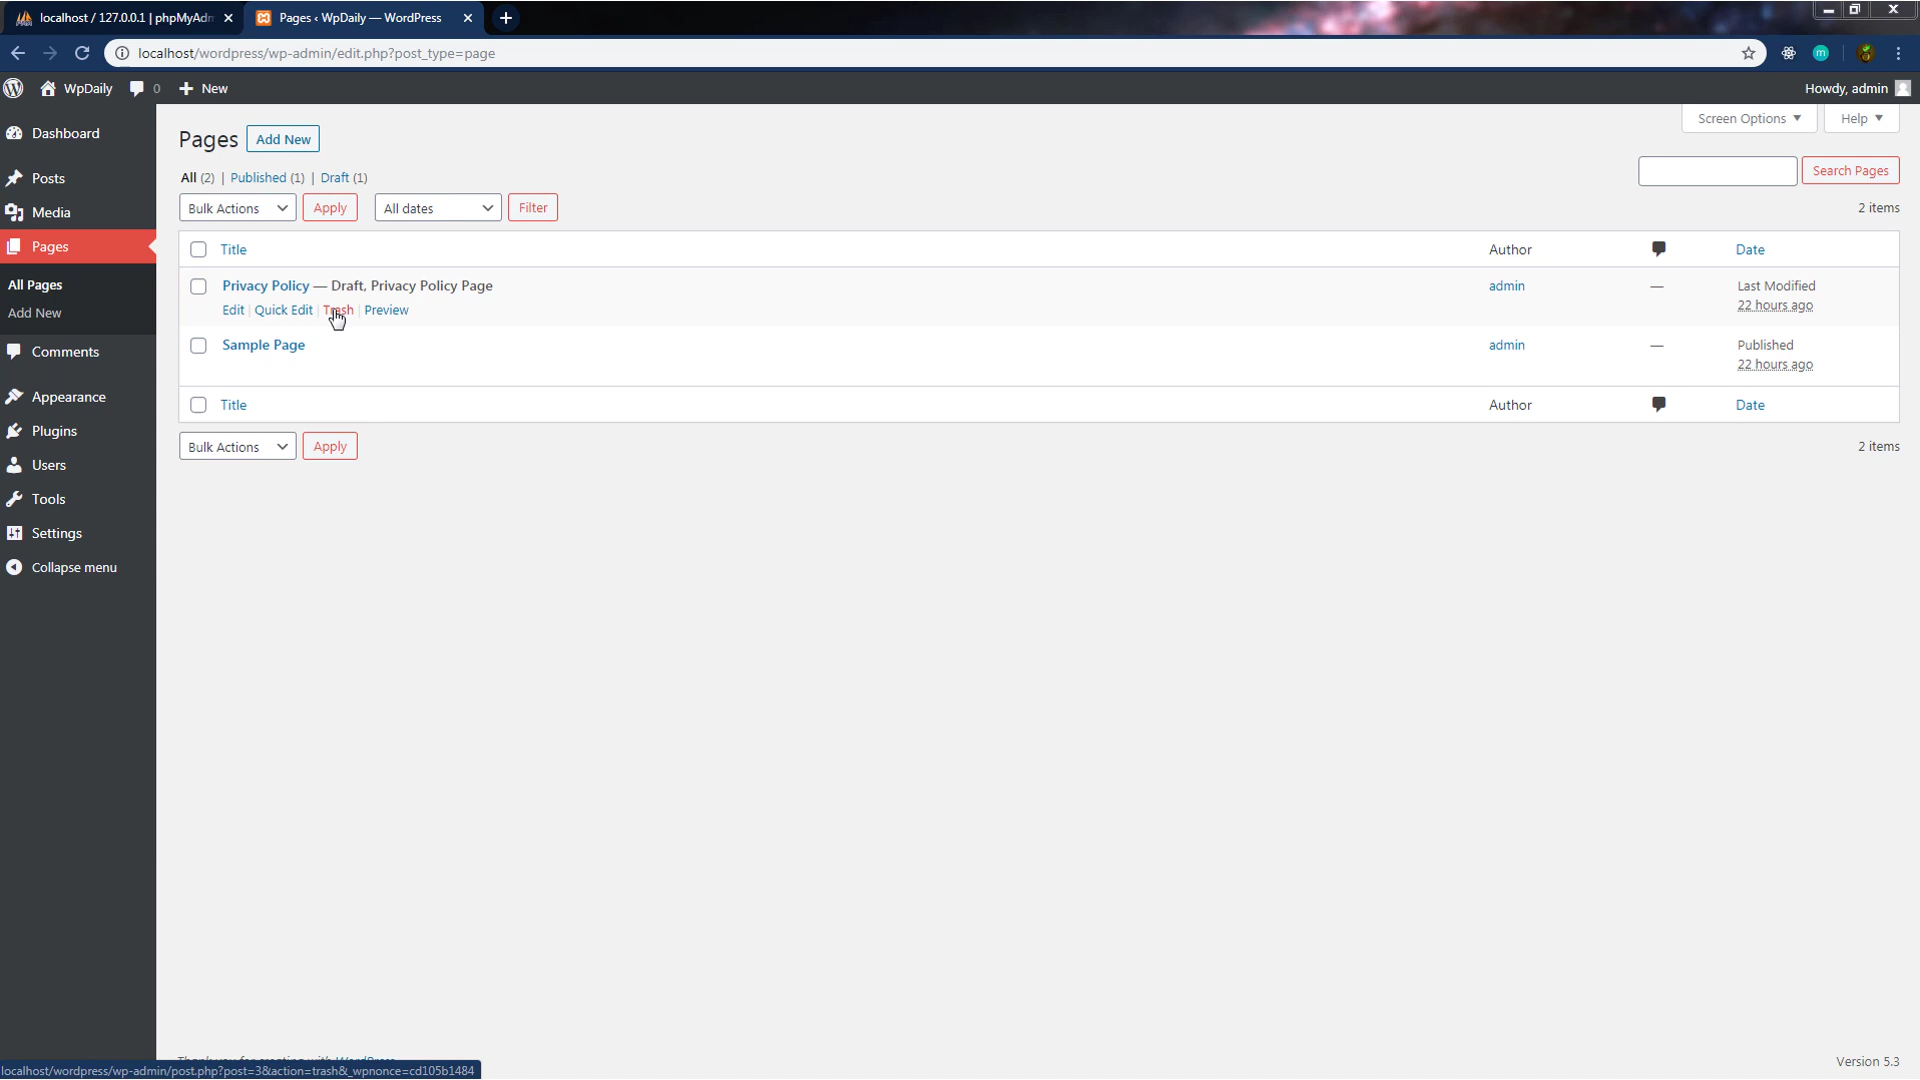 localhost / 127.0.0.1 | phpMyAdm
Pages ‹ WpDaily — WordPress
localhost/wordpress/wp-admin/edit.php?post_type=page
m
WpDaily 0 New
Howdy, admin
Dashboard
Posts
Media
Pages
All Pages
Add New
Comments
Appearance
Plugins
Users
Tools
Settings
Collapse menu
Screen Options
Help
Pages Add New
All (2) | Published (1) | Draft (1)
Search Pages
Bulk Actions Apply All dates Filter
2 items
Title Author Date
Privacy Policy — Draft, Privacy Policy Page admin — Last Modified
22 hours ago
Edit | Quick Edit | Trash | Preview
Sample Page admin — Published
22 hours ago
Title Author Date
Bulk Actions Apply
2 items
Thank you for creating with WordPress.
Version 5.3
localhost/wordpress/wp-admin/post.php?post=3&action=trash&_wpnonce=cd105b1484